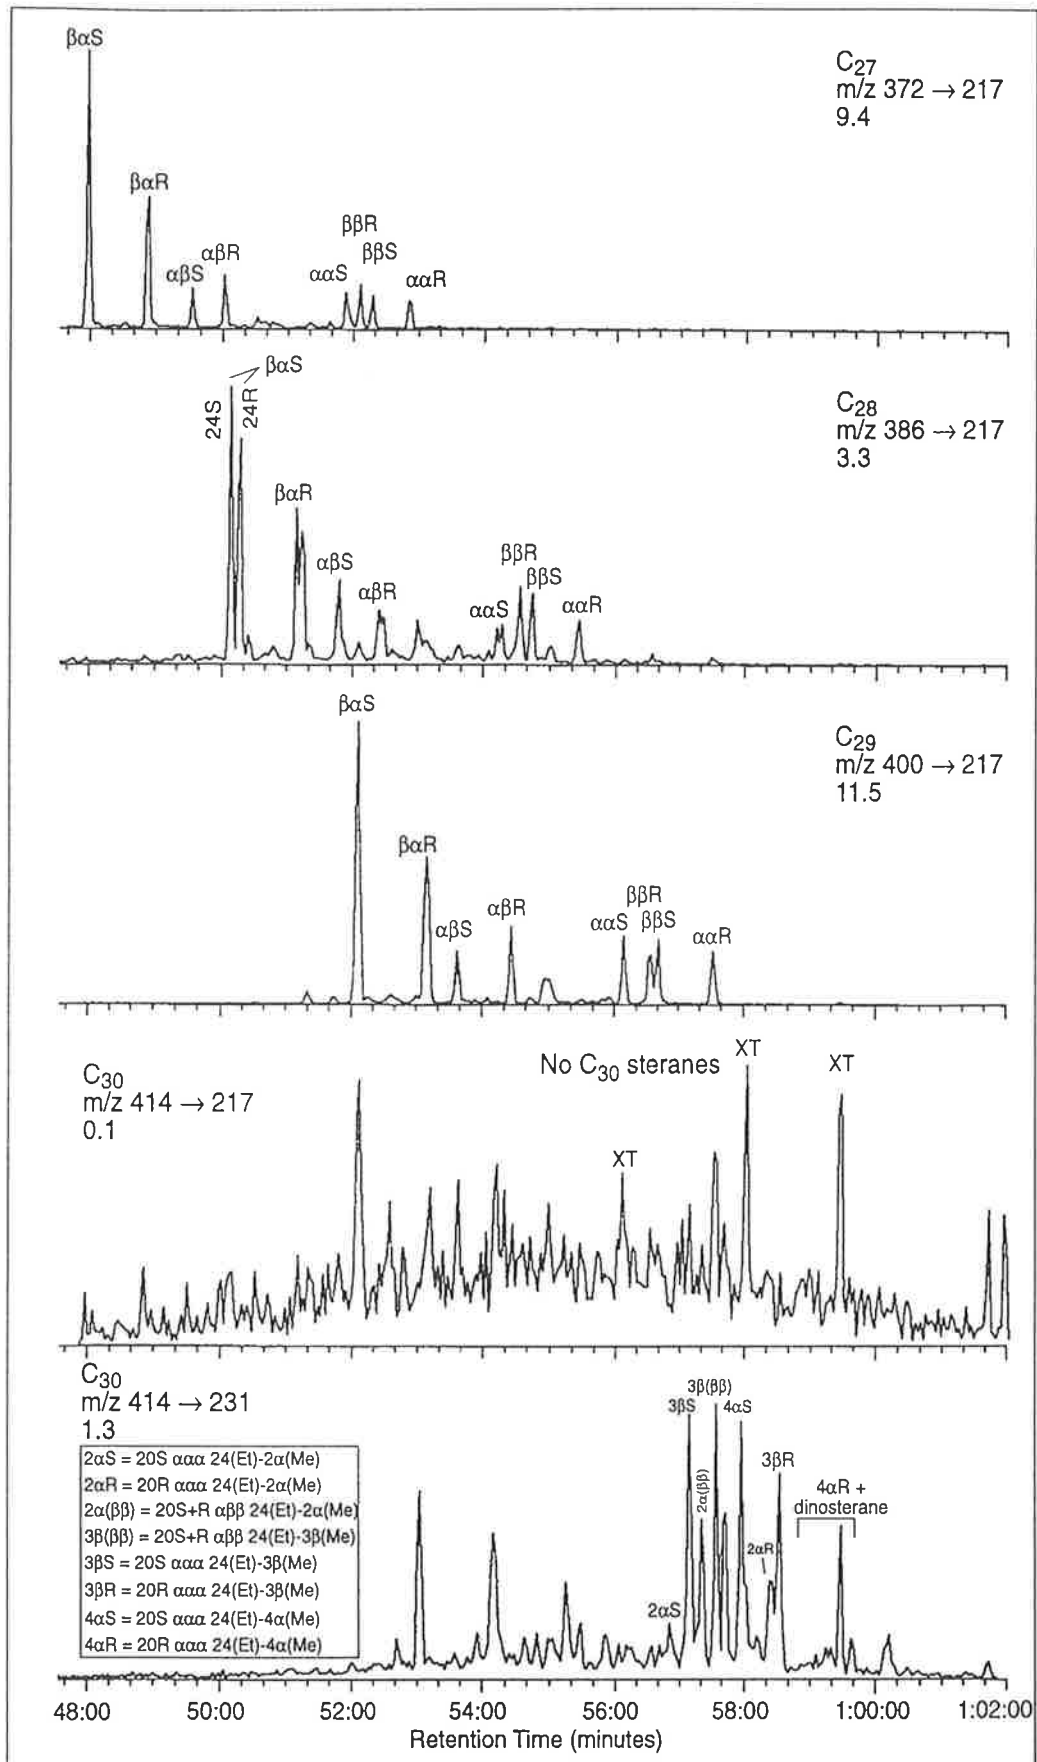 βαS
βαR
αβS
αβR
ααS
ββR
ββS
ααR
C27
m/z 372 → 217
9.4
βαS
24S
24R
βαR
αβS
αβR
ααS
ββR
ββS
ααR
C28
m/z 386 → 217
3.3
βαS
βαR
αβS
αβR
ααS
ββR
ββS
ααR
C29
m/z 400 → 217
11.5
C30
m/z 414 → 217
0.1
No C30 steranes
XT
XT
XT
C30
m/z 414 → 231
1.3
2αS = 20S ααα 24(Et)-2α(Me)
2αR = 20R ααα 24(Et)-2α(Me)
2α(ββ) = 20S+R αββ 24(Et)-2α(Me)
3β(ββ) = 20S+R αββ 24(Et)-3β(Me)
3βS = 20S ααα 24(Et)-3β(Me)
3βR = 20R ααα 24(Et)-3β(Me)
4αS = 20S ααα 24(Et)-4α(Me)
4αR = 20R ααα 24(Et)-4α(Me)
2αS
3βS
2α(ββ)
3β(ββ)
4αS
2αR
3βR
4αR +
dinosterane
48:00 50:00 52:00 54:00 56:00 58:00 1:00:00 1:02:00
Retention Time (minutes)